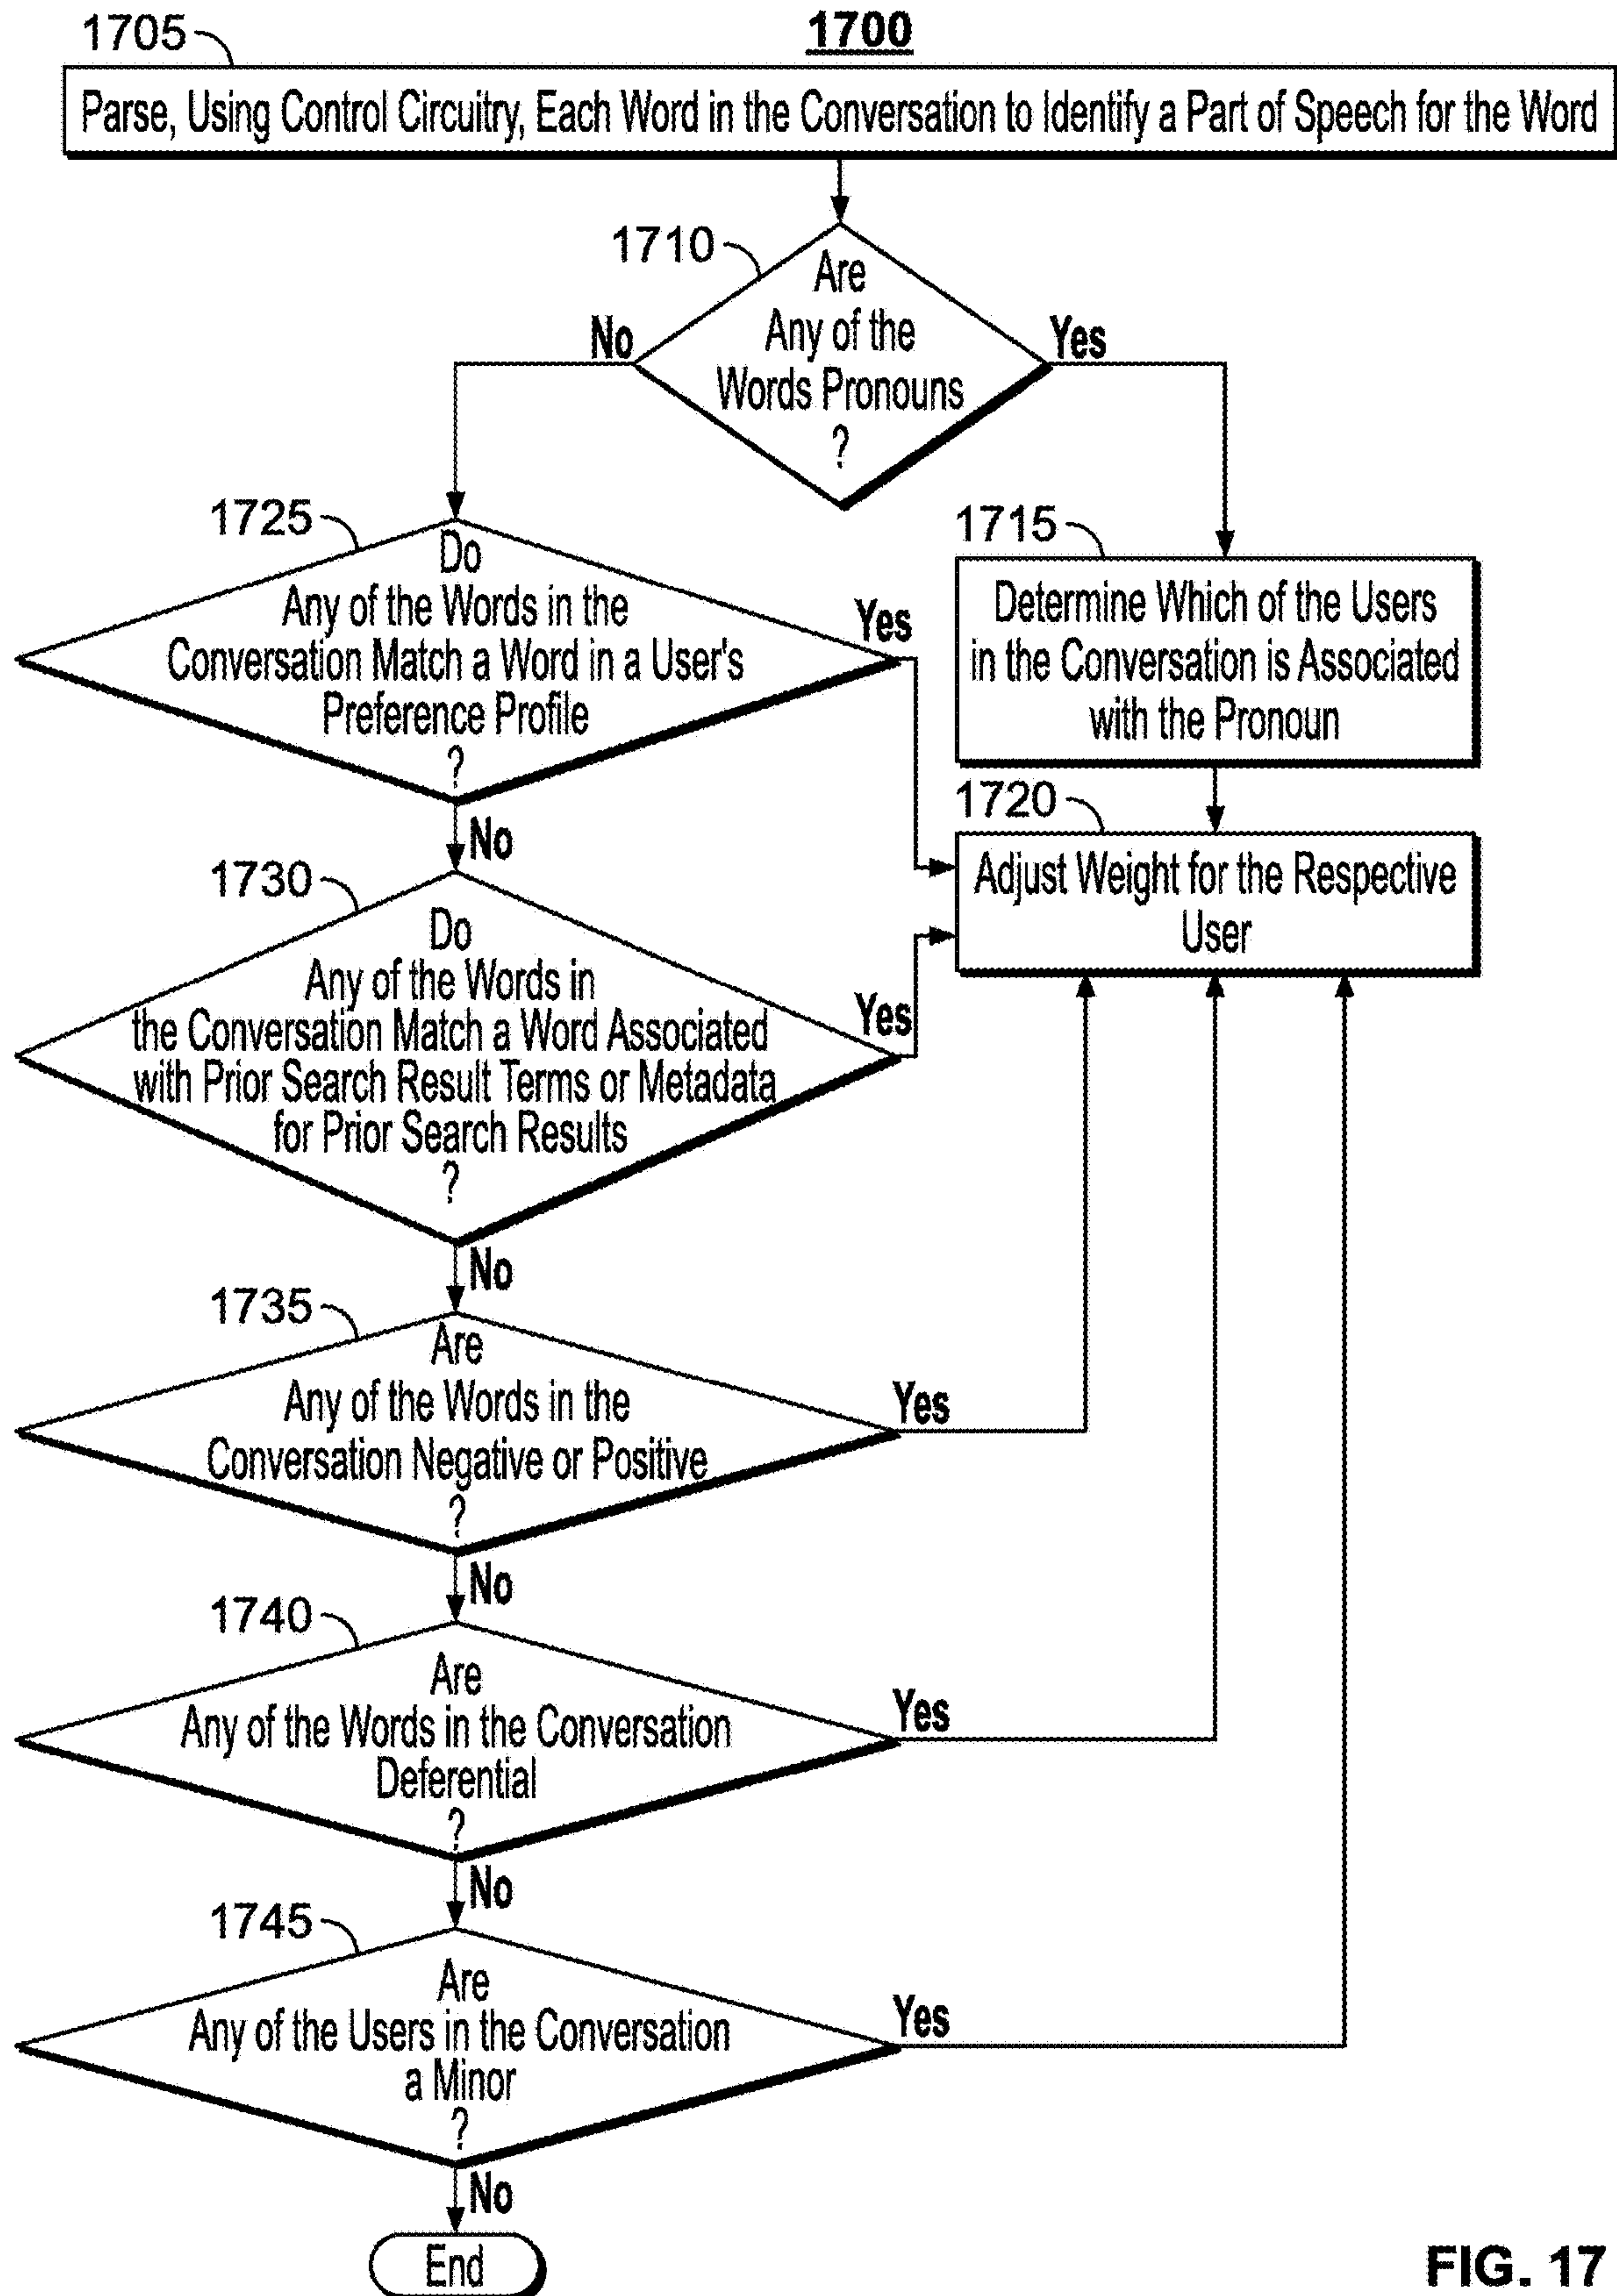 1700
1705
Parse, Using Control Circuitry, Each Word in the Conversation to Identify a Part of Speech for the Word
1710
Are
Any of the
Words Pronouns
?
No
Yes
1725
Do
Any of the Words in the
Conversation Match a Word in a User's
Preference Profile
?
Yes
No
1715
Determine Which of the Users
in the Conversation is Associated
with the Pronoun
1720
Adjust Weight for the Respective
User
1730
Do
Any of the Words in
the Conversation Match a Word Associated
with Prior Search Result Terms or Metadata
for Prior Search Results
?
Yes
No
1735
Are
Any of the Words in the
Conversation Negative or Positive
?
Yes
No
1740
Are
Any of the Words in the Conversation
Deferential
?
Yes
No
1745
Are
Any of the Users in the Conversation
a Minor
?
Yes
No
End
FIG. 17